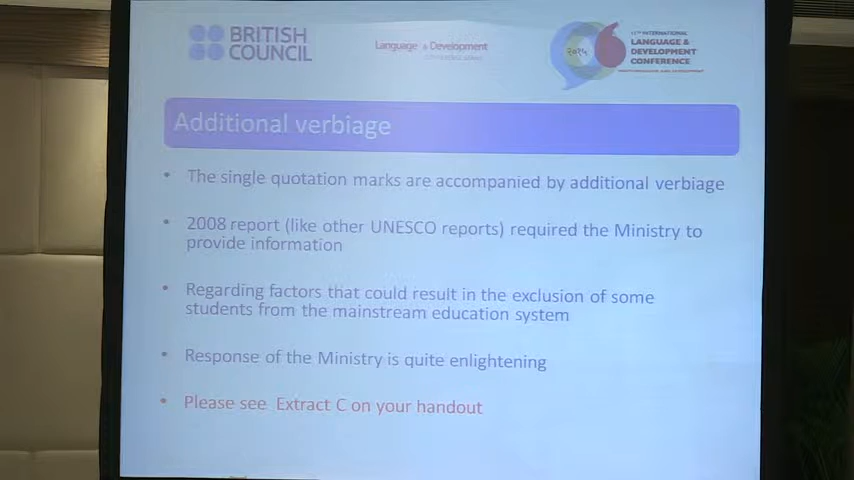 BRITISH
COUNCIL
Language & Development
11TH INTERNATIONAL
LANGUAGE &
DEVELOPMENT
CONFERENCE
Additional verbiage
• The single quotation marks are accompanied by additional verbiage
• 2008 report (like other UNESCO reports) required the Ministry to
provide information
• Regarding factors that could result in the exclusion of some
students from the mainstream education system
• Response of the Ministry is quite enlightening
• Please see Extract C on your handout